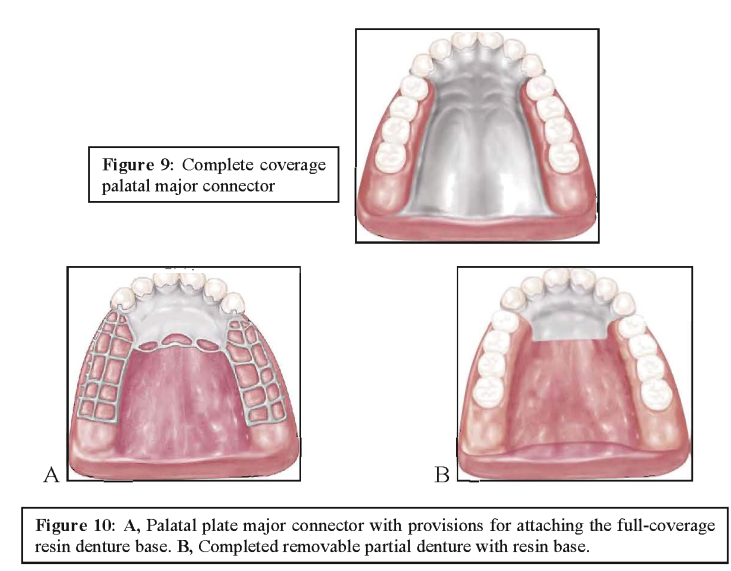 Figure 9: Complete coverage
palatal major connector
A
B
Figure 10: A, Palatal plate major connector with provisions for attaching the full-coverage
resin denture base. B, Completed removable partial denture with resin base.